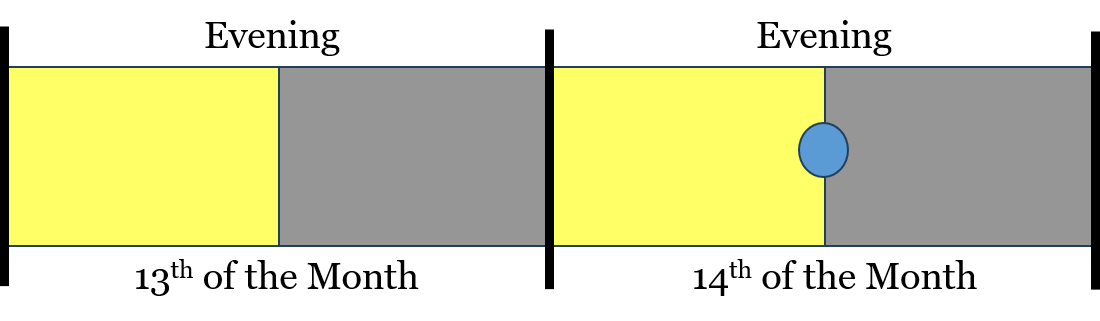 Evening Evening
13th of the Month 14th of the Month